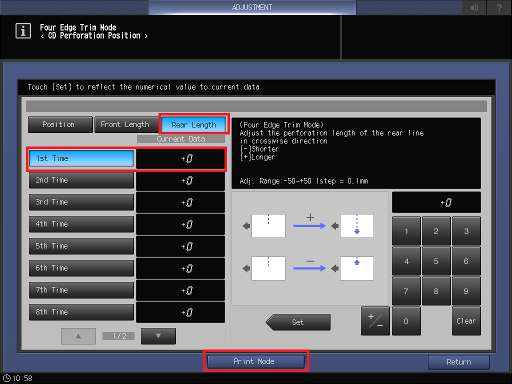 ADJUSTMENT
i
Four Edge Trim Mode
< CD Perforation Position >
Touch [Set] to reflect the numerical value to current data
Position
Front Length
Rear Length
Current Data
1st Time
+0
2nd Time
+0
3rd Time
+0
4th Time
+0
5th Time
+0
6th Time
+0
7th Time
+0
8th Time
+0
1/2
(Four Edge Trim Mode)
Adjust the perforation length of the rear line
in crosswise direction
[-]Shorter
[+]Longer
Adj. Range:-50~+50 1step = 0.1mm
+
-
+0
1
2
3
4
5
6
7
8
9
+/-
0
Clear
Set
Print Mode
Return
10:58
?